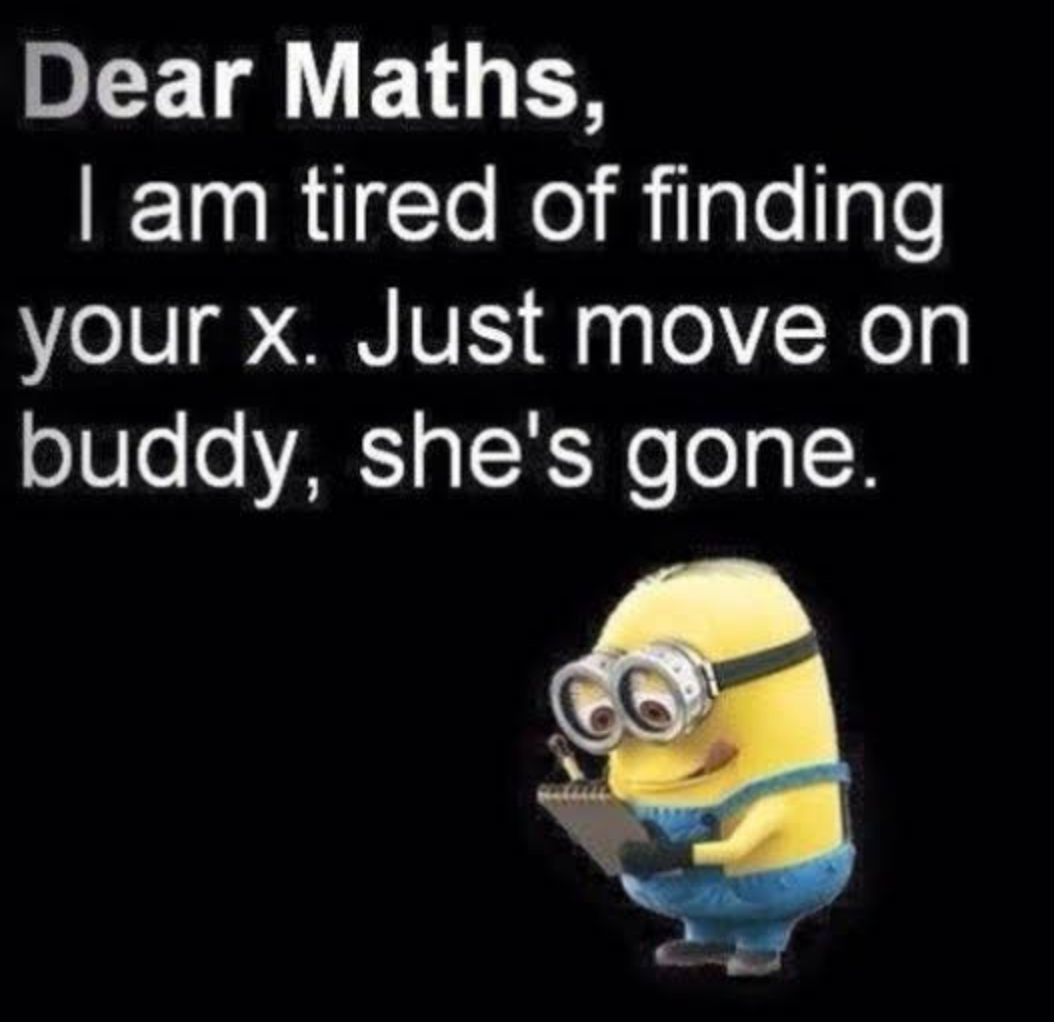 Dear Maths,
I am tired of finding
your x. Just move on
buddy, she's gone.